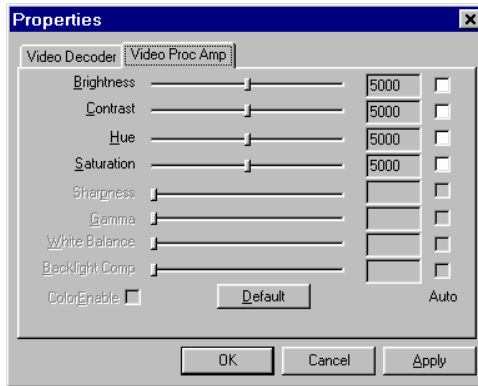 Properties
Video Decoder Video Proc Amp
Brightness 5000
Contrast 5000
Hue 5000
Saturation 5000
Sharpness
Gamma
White Balance
Backlight Comp
ColorEnable Default Auto
OK Cancel Apply